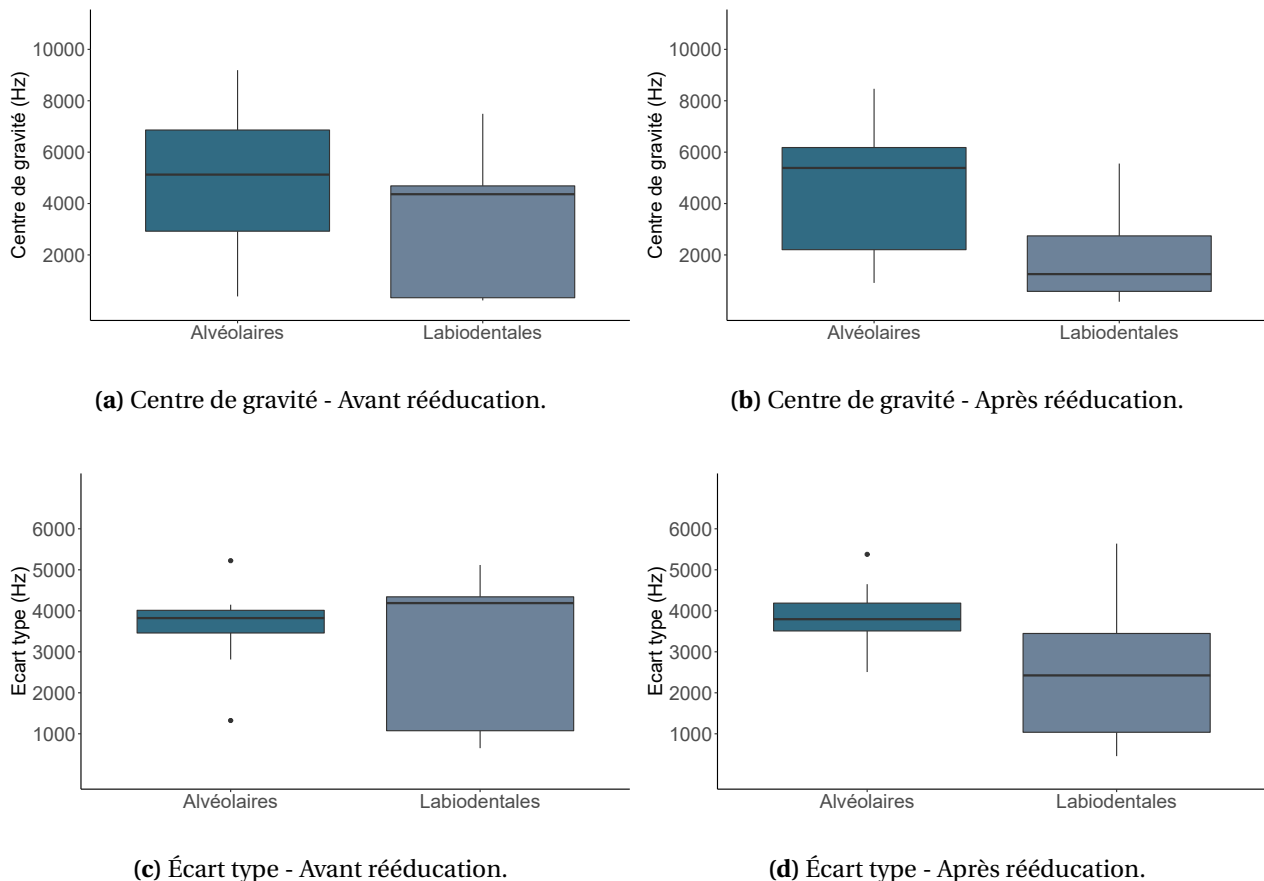 Centre de gravité (Hz)
10000
8000
6000
4000
2000
Alvéolaires Labiodentales
(a) Centre de gravité - Avant rééducation.
Centre de gravité (Hz)
10000
8000
6000
4000
2000
Alvéolaires Labiodentales
(b) Centre de gravité - Après rééducation.
Ecart type (Hz)
6000
5000
4000
3000
2000
1000
Alvéolaires Labiodentales
(c) Écart type - Avant rééducation.
Ecart type (Hz)
6000
5000
4000
3000
2000
1000
Alvéolaires Labiodentales
(d) Écart type - Après rééducation.